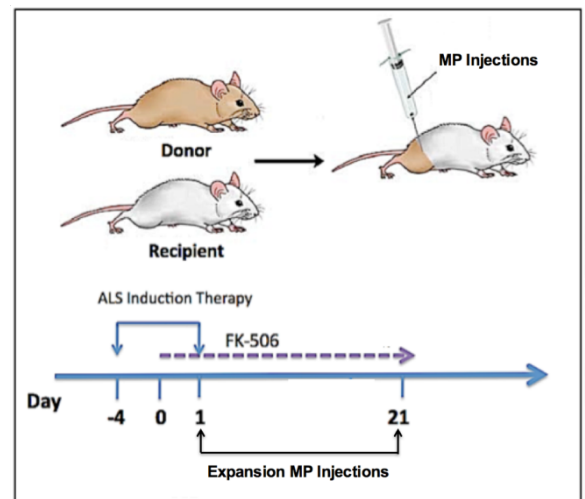 MP Injections
Donor
Recipient
ALS Induction Therapy
FK-506
Day
-4 0 1 21
Expansion MP Injections